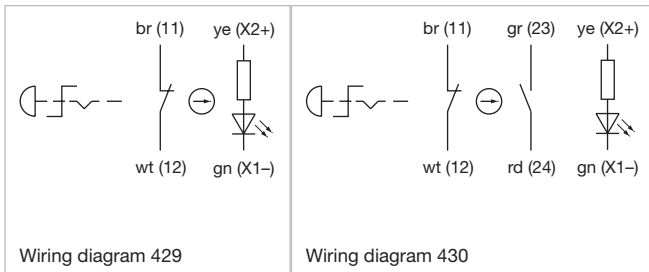 br (11) ye (X2+)
wt (12) gn (X1–)
Wiring diagram 429
br (11) gr (23) ye (X2+)
wt (12) rd (24) gn (X1–)
Wiring diagram 430